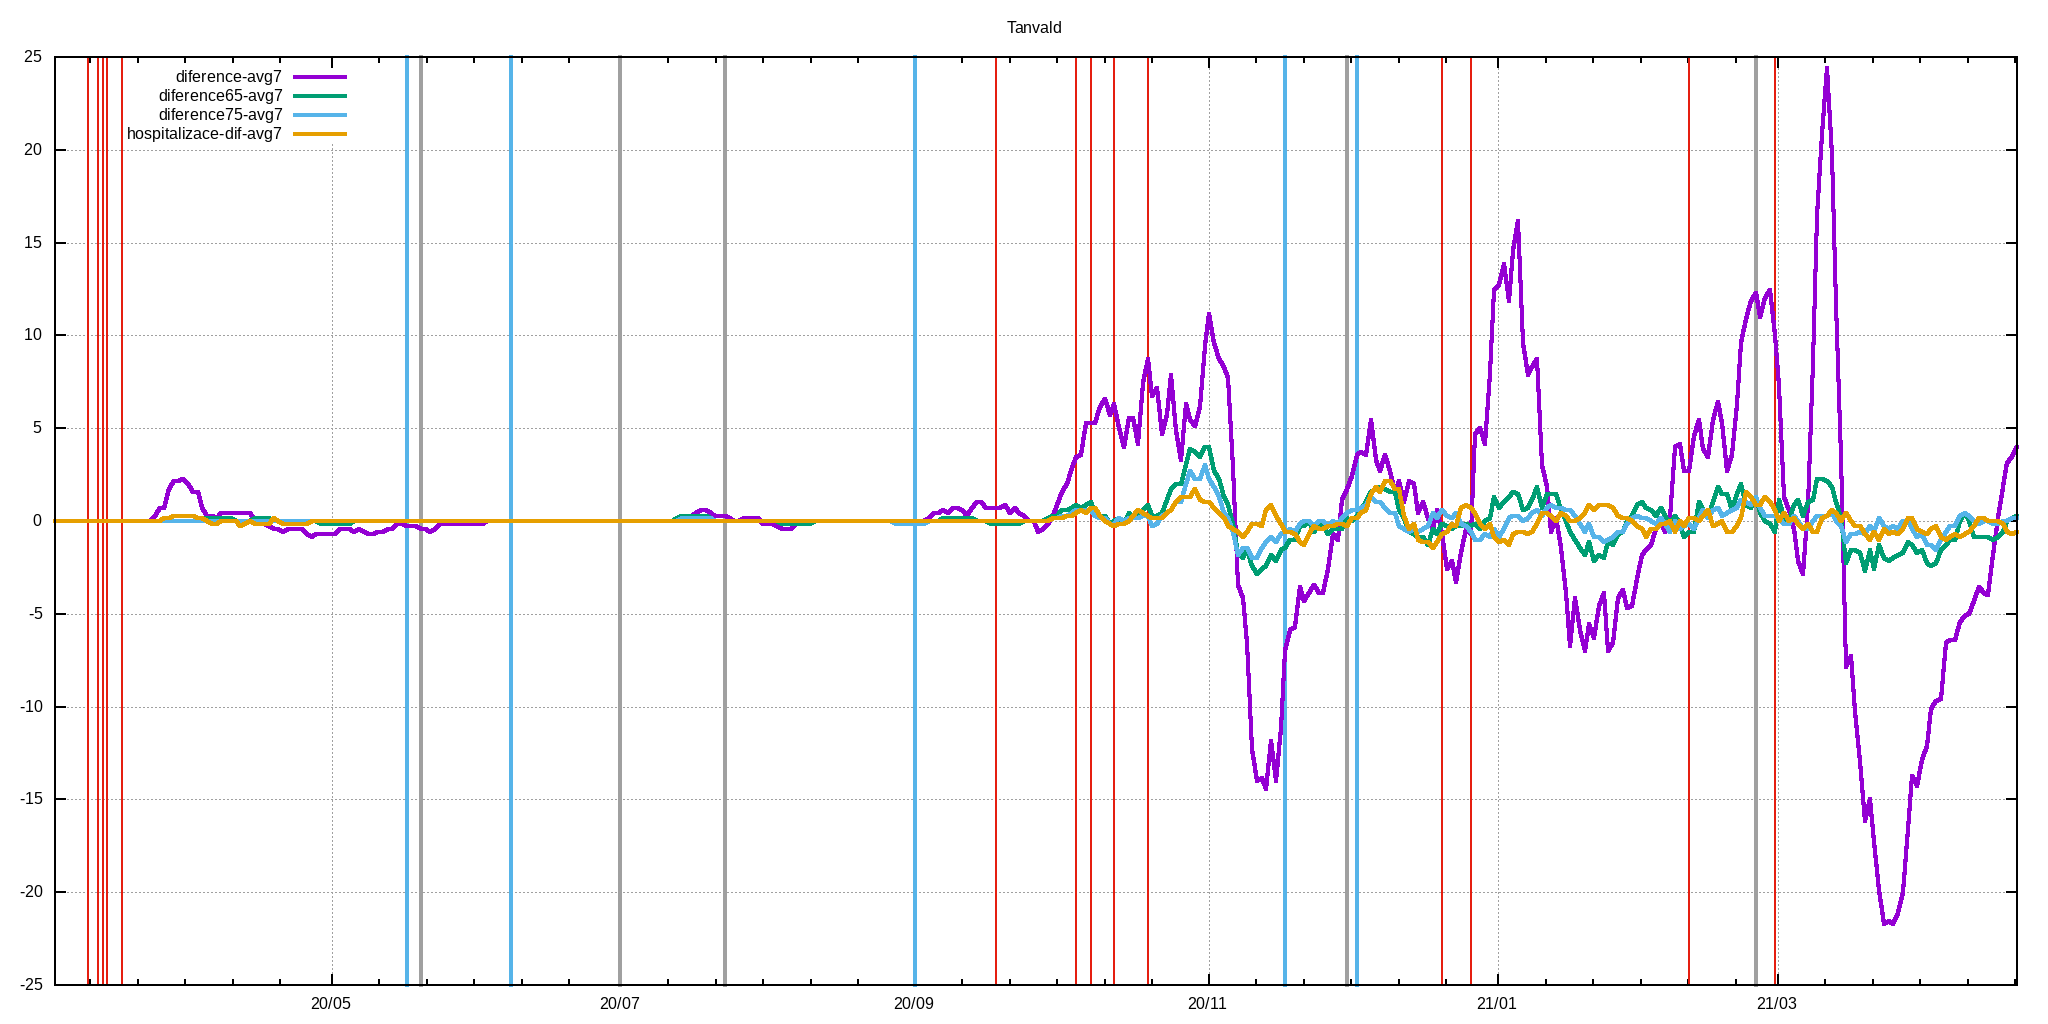 Tanvald
25
diference-avg7
diference65-avg7
diference75-avg7
hospitalizace-dif-avg7
20
15
10
5
0
-5
-10
-15
-20
-25
20/05 20/07 20/09 20/11 21/01 21/03